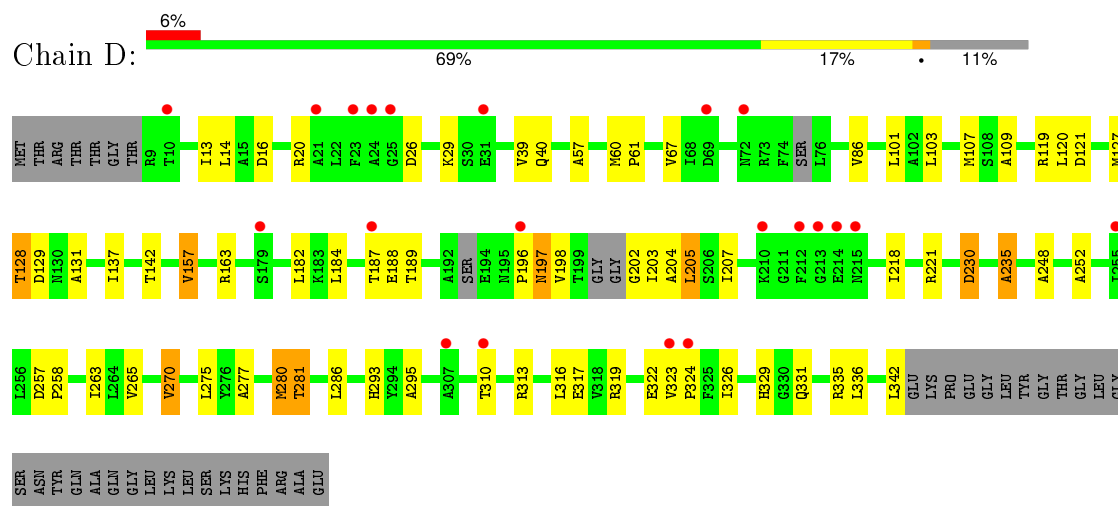 6%
Chain D:
69% 17% • 11%
MET THR ARG THR THR GLY THR R9 T10 I13 L14 A15 D16 R20 A21 L22 F23 A24 G25 D26 K29 S30 E31 V39 Q40 A57 M60 P61 V67 I68 D69 N72 R73 F74 SER L76 V86 L101 A102 L103 M107 S108 A109 R119 L120 D121 M127
T128 D129 N130 A131 I137 T142 V157 R163 S179 L182 K183 L184 T187 E188 T189 A192 SER E194 N195 P196 N197 V198 T199 GLY GLY G202 I203 A204 L205 S206 I207 K210 G211 F212 G213 E214 N215 I218 R221 D230 A235 A248 A252 I255
L256 D257 P258 I263 L264 V265 V270 L275 Y276 A277 M280 T281 L286 H293 Y294 A295 A307 T310 R313 L316 E317 V318 R319 E322 V323 P324 F325 I326 H329 G330 Q331 R335 L336 L342 GLU LYS PRO GLU GLY LEU TYR GLY THR GLY LEU GLY
SER ASN TYR GLN ALA GLN GLY LEU LYS LEU SER LYS HIS PHE ARG ALA GLU